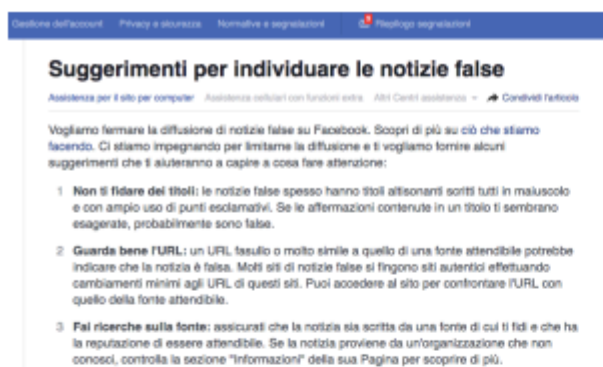 Gestione dell'account Privacy e sicurezza Normative e segnalazioni Riepilogo segnalazioni
Suggerimenti per individuare le notizie false
Assistenza per il sito per computer Assistenza cellulari con funzioni extra Altri Centri assistenza Condividi l'articolo
Vogliamo fermare la diffusione di notizie false su Facebook. Scopri di più su ciò che stiamo
facendo. Ci stiamo impegnando per limitarne la diffusione e ti vogliamo fornire alcuni
suggerimenti che ti aiuteranno a capire a cosa fare attenzione:
1 Non ti fidare dei titoli: le notizie false spesso hanno titoli altisonanti scritti tutti in maiuscolo
e con ampio uso di punti esclamativi. Se le affermazioni contenute in un titolo ti sembrano
esagerate, probabilmente sono false.
2 Guarda bene l'URL: un URL fasullo o molto simile a quello di una fonte attendibile potrebbe
indicare che la notizia è falsa. Molti siti di notizie false si fingono siti autentici effettuando
cambiamenti minimi agli URL di questi siti. Puoi accedere al sito per confrontare l'URL con
quello della fonte attendibile.
3 Fai ricerche sulla fonte: assicurati che la notizia sia scritta da una fonte di cui ti fidi e che ha
la reputazione di essere attendibile. Se la notizia proviene da un'organizzazione che non
conosci, controlla la sezione "Informazioni" della sua Pagina per scoprire di più.